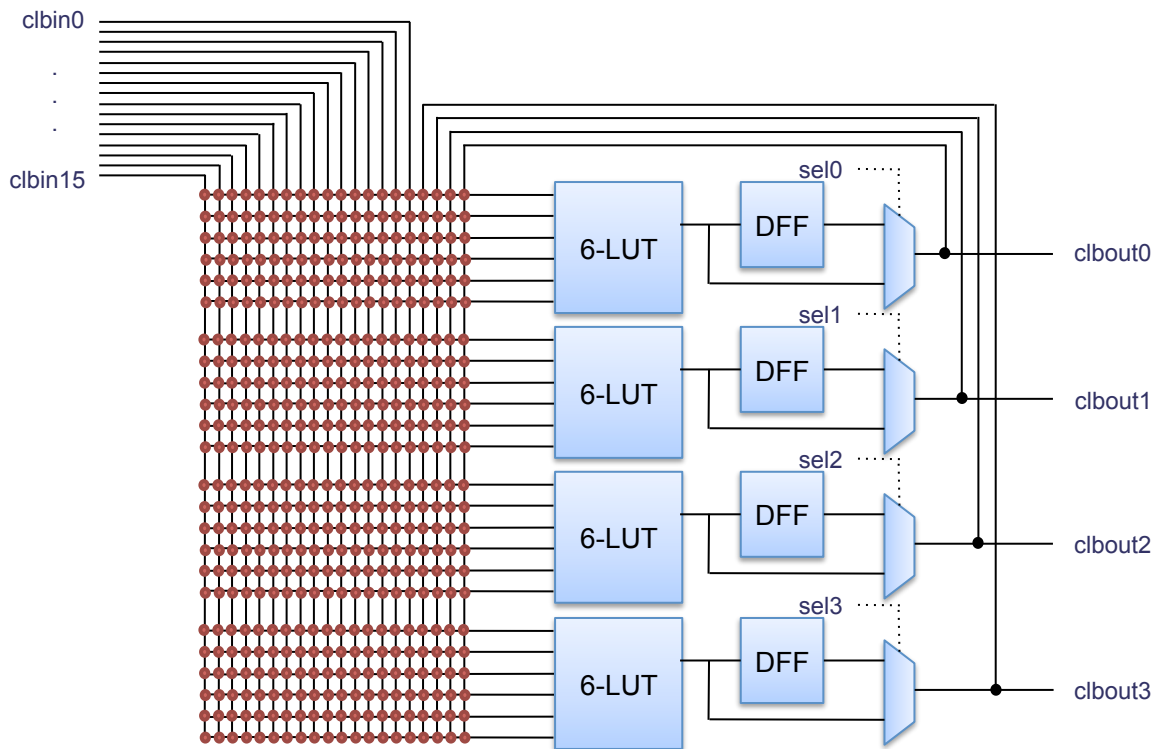 clbin0
.
.
.
clbin15
sel0
6-LUT
DFF
clbout0
sel1
6-LUT
DFF
clbout1
sel2
6-LUT
DFF
clbout2
sel3
6-LUT
DFF
clbout3